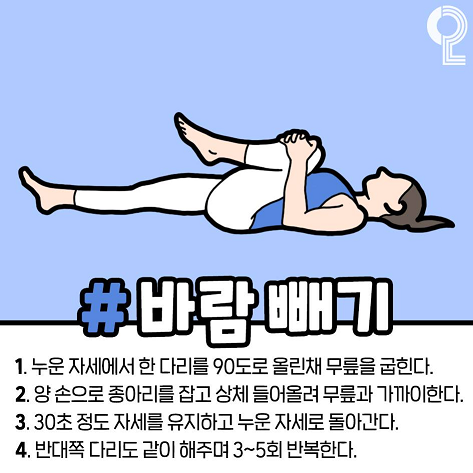 # 바람 빼기
1. 누운 자세에서 한 다리를 90도로 올린채 무릎을 굽힌다.
2. 양 손으로 종아리를 잡고 상체 들어올려 무릎과 가까이한다.
3. 30초 정도 자세를 유지하고 누운 자세로 돌아간다.
4. 반대쪽 다리도 같이 해주며 3~5회 반복한다.